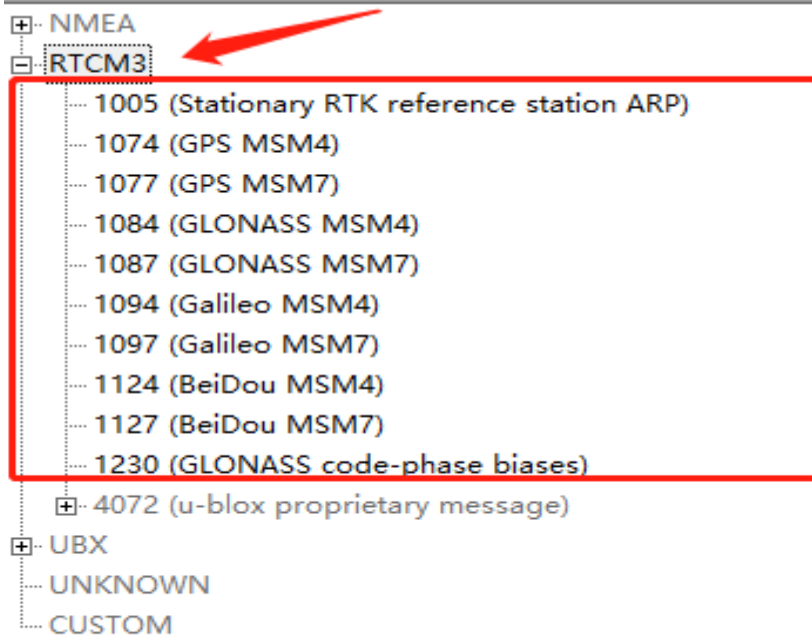 NMEA
RTCM3
1005 (Stationary RTK reference station ARP)
1074 (GPS MSM4)
1077 (GPS MSM7)
1084 (GLONASS MSM4)
1087 (GLONASS MSM7)
1094 (Galileo MSM4)
1097 (Galileo MSM7)
1124 (BeiDou MSM4)
1127 (BeiDou MSM7)
1230 (GLONASS code-phase biases)
4072 (u-blox proprietary message)
UBX
UNKNOWN
CUSTOM